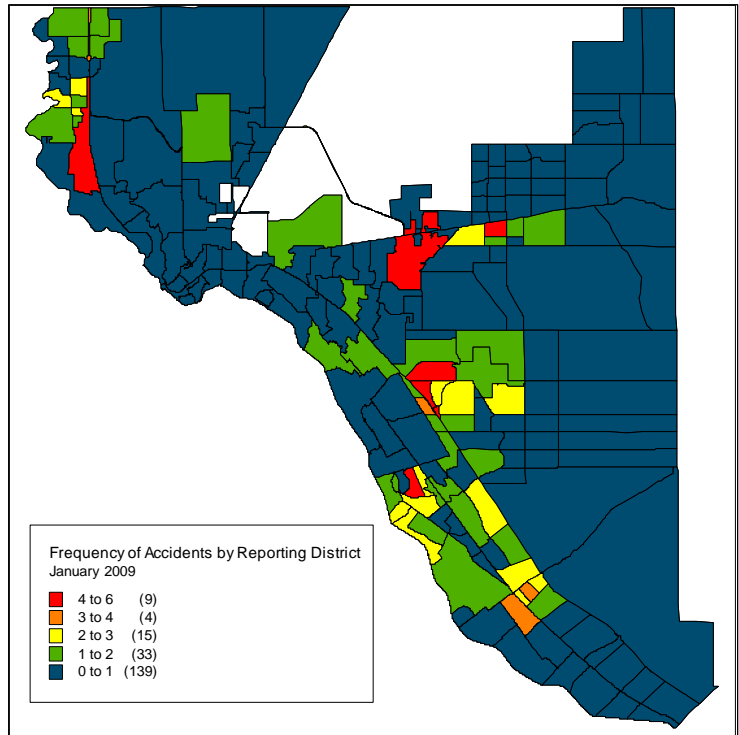 Frequency of Accidents by Reporting District
January 2009
4 to 6 (9)
3 to 4 (4)
2 to 3 (15)
1 to 2 (33)
0 to 1 (139)